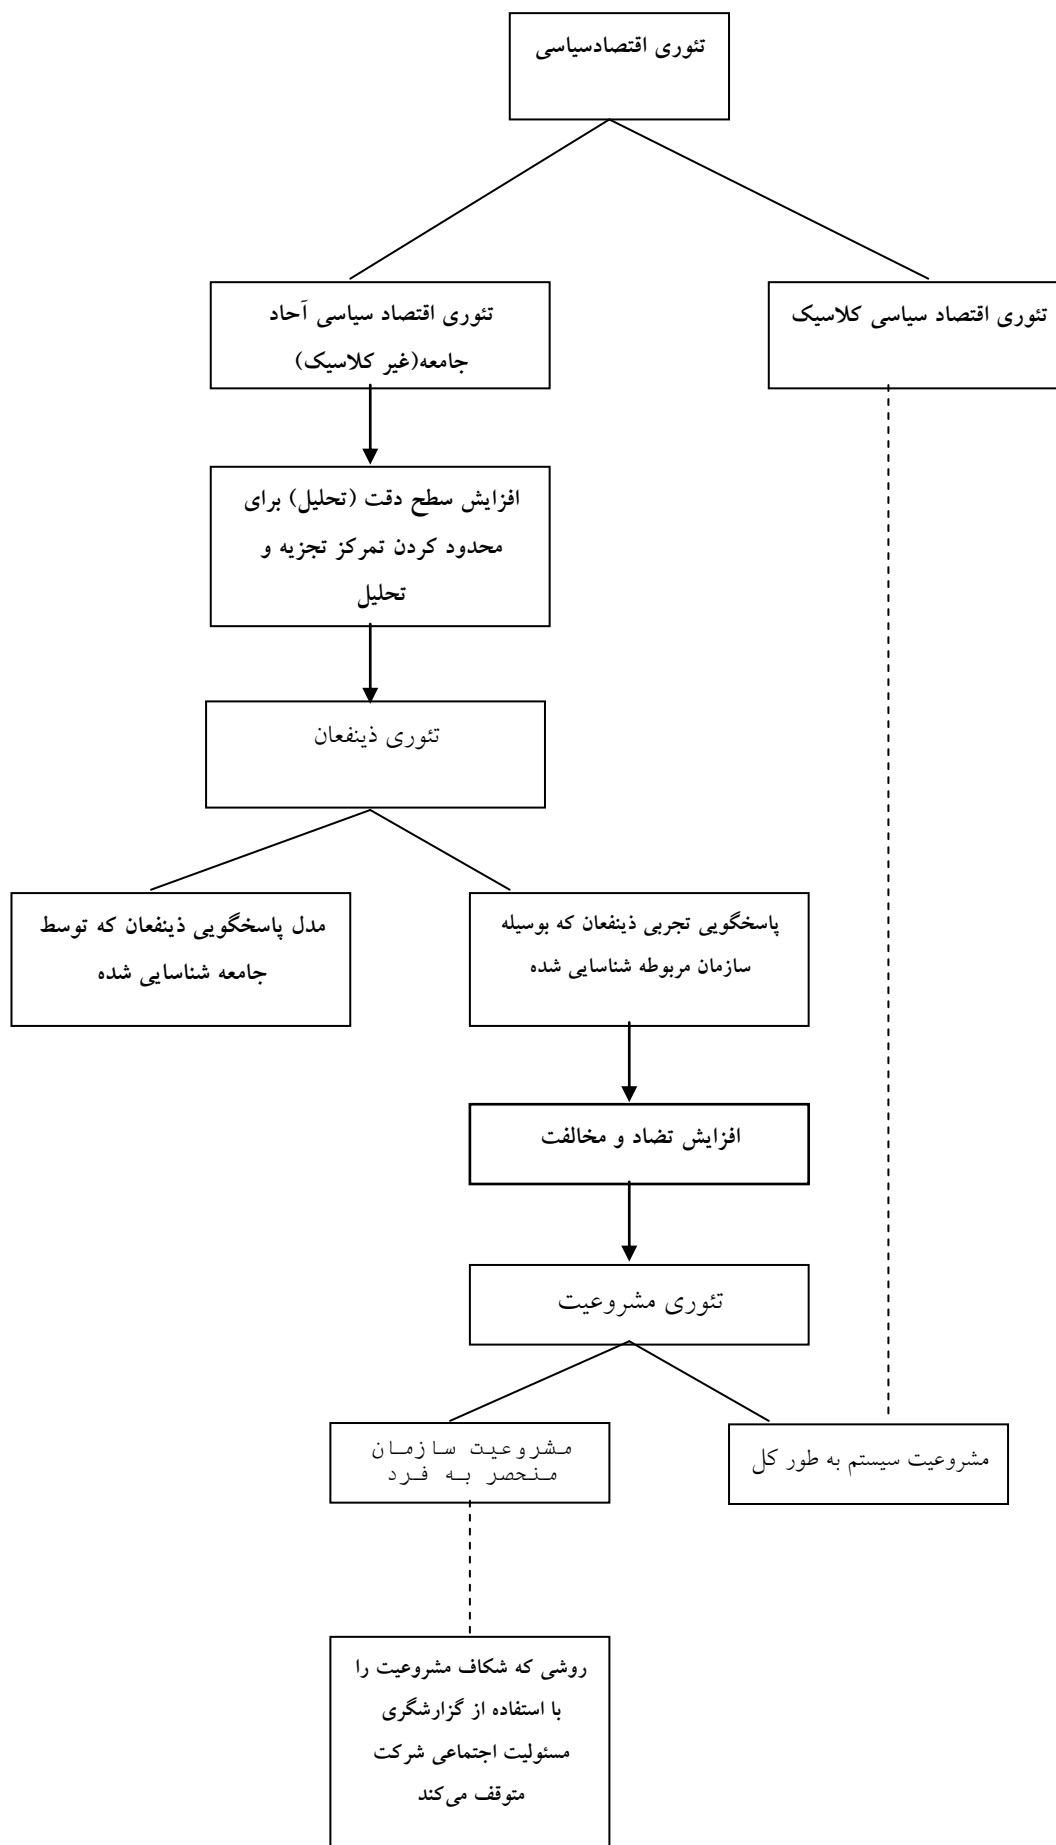 تئوری اقتصادسیاسی
تئوری اقتصاد سیاسی کلاسیک
تئوری اقتصاد سیاسی آحاد
جامعه(غیر کلاسیک)
افزایش سطح دقت (تحلیل) برای
محدود کردن تمرکز تجزیه و
تحلیل
تئوری ذینفعان
پاسخگویی تجربی ذینفعان که بوسیله
سازمان مربوطه شناسایی شده
مدل پاسخگویی ذینفعان که توسط
جامعه شناسایی شده
افزایش تضاد و مخالفت
تئوری مشروعیت
مشروعیت سیستم به طور کل
مشروعیت سازمان
منحصر به فرد
روشی که شکاف مشروعیت را
با استفاده از گزارشگری
مسئولیت اجتماعی شرکت
متوقف می‌کند